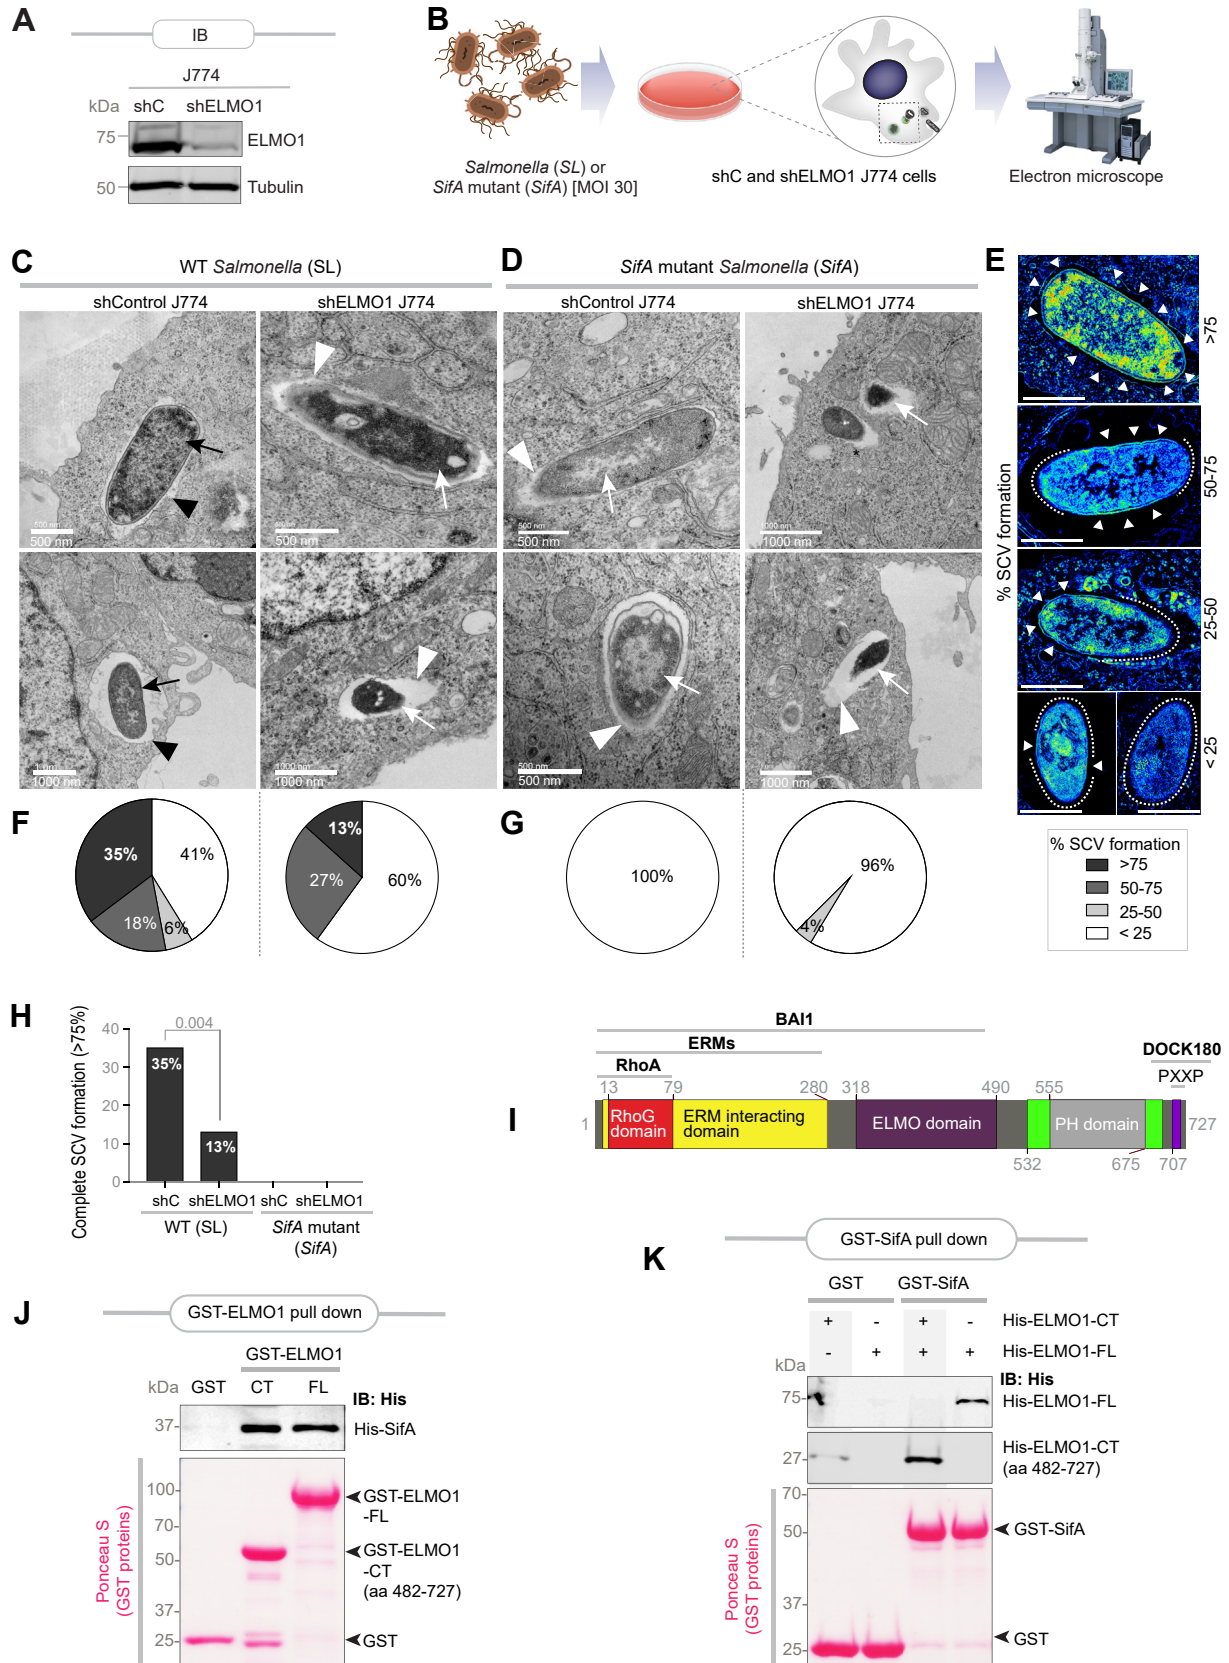 A
IB
J774
kDa
shC
shELMO1
75
ELMO1
50
Tubulin
B
Salmonella (SL) or
SifA mutant (SifA) [MOI 30]
shC and shELMO1 J774 cells
Electron microscope
C
WT Salmonella (SL)
shControl J774
shELMO1 J774
500 nm
500 nm
500 nm
1000 nm
1000 nm
D
SifA mutant Salmonella (SifA)
shControl J774
shELMO1 J774
500 nm
500 nm
1000 nm
1000 nm
*
500 nm
500 nm
1000 nm
E
% SCV formation
>75
50-75
25-50
< 25
% SCV formation
>75
50-75
25-50
< 25
F
35%
41%
18%
6%
13%
27%
60%
G
100%
96%
4%
H
Complete SCV formation (>75%)
40
30
20
10
0
0.004
35%
13%
shC
shELMO1
shC
shELMO1
WT (SL)
SifA mutant
(SifA)
I
BAI1
ERMs
RhoA
DOCK180
PXXP
13
79
280
318
490
555
1
RhoG
domain
ERM interacting
domain
ELMO domain
PH domain
727
532
675
707
J
GST-ELMO1 pull down
GST-ELMO1
kDa
GST
CT
FL
IB: His
37
His-SifA
Ponceau S
(GST proteins)
100
70
50
37
25
GST-ELMO1
-FL
GST-ELMO1
-CT
(aa 482-727)
GST
K
GST-SifA pull down
GST
GST-SifA
+ - + - His-ELMO1-CT
- + + + His-ELMO1-FL
kDa
IB: His
75
His-ELMO1-FL
27
His-ELMO1-CT
(aa 482-727)
Ponceau S
(GST proteins)
70
50
37
25
GST-SifA
GST